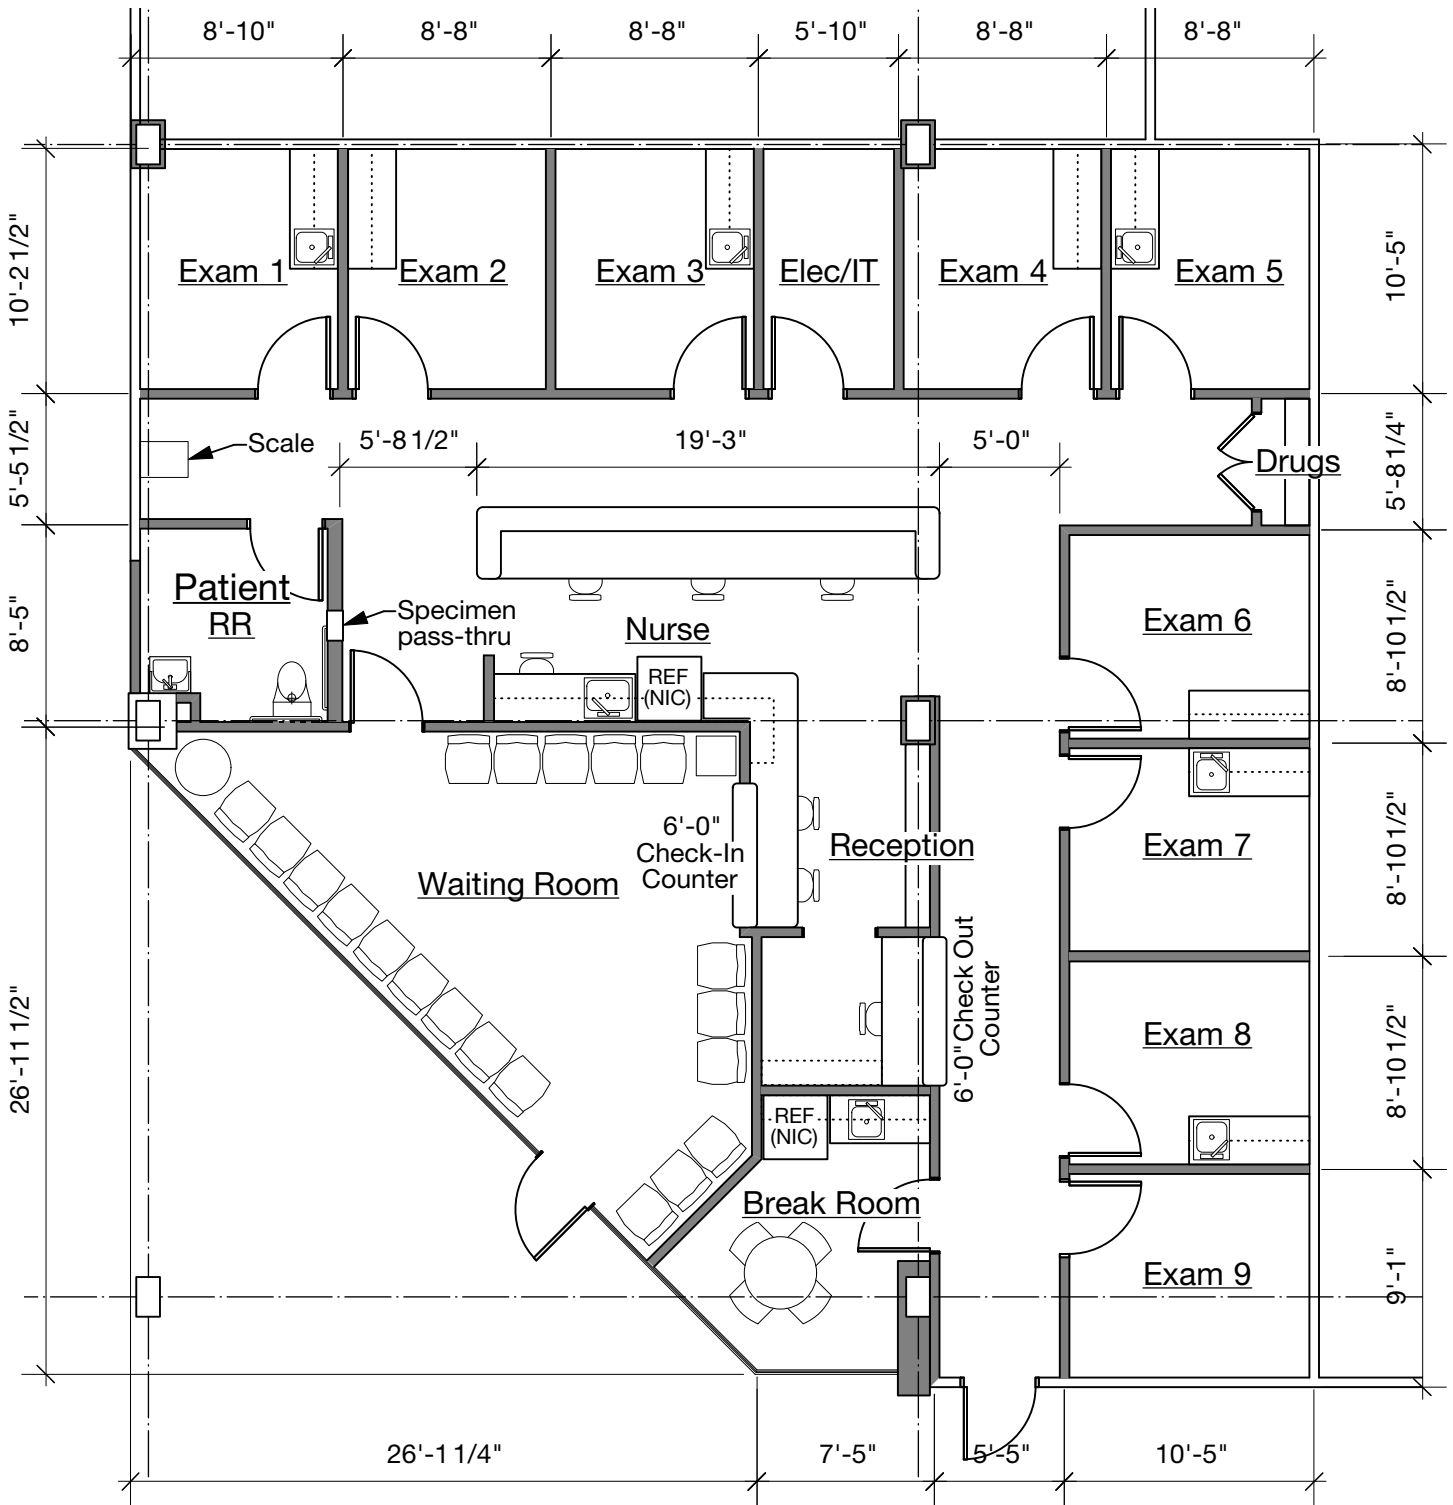 8'-10"
8'-8"
8'-8"
5'-10"
8'-8"
8'-8"
10'-2 1/2"
10'-5"
Exam 1
Exam 2
Exam 3
Elec/IT
Exam 4
Exam 5
5'-5 1/2"
Scale
5'-8 1/2"
19'-3"
5'-0"
Drugs
5'-8 1/4"
8'-5"
Patient
RR
Specimen
pass-thru
Nurse
REF
(NIC)
Exam 6
8'-10 1/2"
6'-0"
Check-In
Counter
Reception
Waiting Room
Exam 7
8'-10 1/2"
26'-11 1/2"
6'-0" Check Out
Counter
Exam 8
8'-10 1/2"
REF
(NIC)
Break Room
Exam 9
9'-1"
26'-1 1/4"
7'-5"
5'-5"
10'-5"